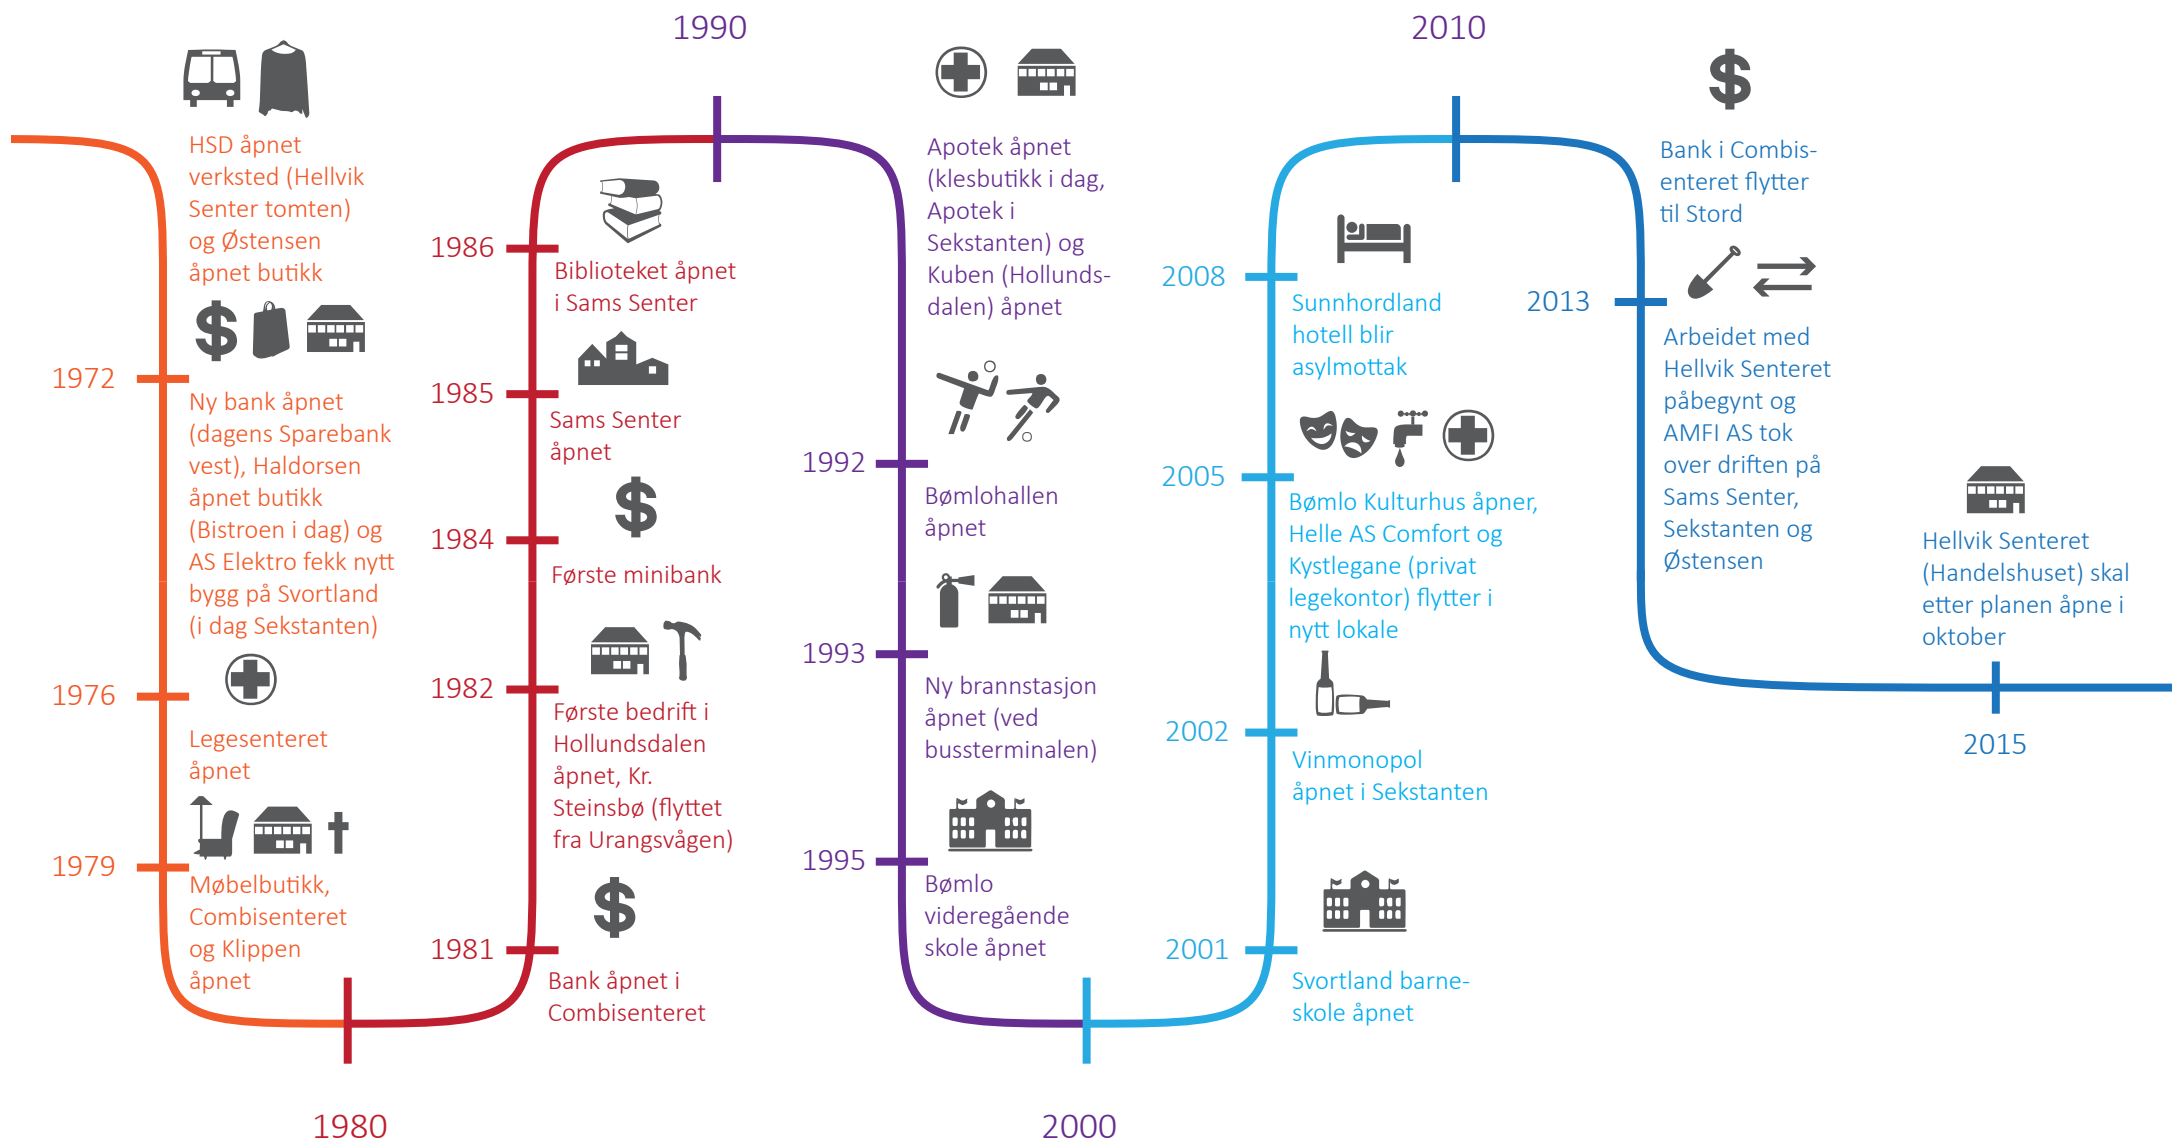 HSD åpnet
verksted (Hellvik
Senter tomten)
og Østensen
åpnet butikk
1972
Ny bank åpnet
(dagens Sparebank
vest), Haldorsen
åpnet butikk
(Bistroen i dag) og
AS Elektro fekk nytt
bygg på Svortland
(i dag Sekstanten)
1976
Legesenteret
åpnet
1979
Møbelbutikk,
Combisenteret
og Klippen
åpnet
1980
1981
Bank åpnet i
Combisenteret
1982
Første bedrift i
Hollundsdalen
åpnet, Kr.
Steinsbø (flyttet
fra Urangsvågen)
1984
Første minibank
1985
Sams Senter
åpnet
1986
Biblioteket åpnet
i Sams Senter
1990
Apotek åpnet
(klesbutikk i dag,
Apotek i
Sekstanten) og
Kuben (Hollunds-
dalen) åpnet
1992
Bømlohallen
åpnet
1993
Ny brannstasjon
åpnet (ved
bussterminalen)
1995
Bømlo
videregående
skole åpnet
2000
2001
Svortland barne-
skole åpnet
2002
Vinmonopol
åpnet i Sekstanten
2005
Bømlo Kulturhus åpner,
Helle AS Comfort og
Kystlegane (privat
legekontor) flytter i
nytt lokale
2008
Sunnhordland
hotell blir
asylmottak
2010
Bank i Combis-
enteret flytter
til Stord
2013
Arbeidet med
Hellvik Senteret
påbegynt og
AMFI AS tok
over driften på
Sams Senter,
Sekstanten og
Østensen
Hellvik Senteret
(Handelshuset) skal
etter planen åpne i
oktober
2015